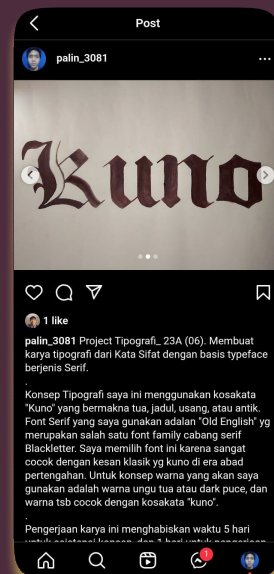 Post
palin_3081
Kuno
1 like
palin_3081 Project Tipografi_ 23A (06). Membuat
karya tipografi dari Kata Sifat dengan basis typeface
berjenis Serif.
.
Konsep Tipografi saya ini menggunakan kosakata
"Kuno" yang bermakna tua, jadul, usang, atau antik.
Font Serif yang saya gunakan adalan "Old English" yg
merupakan salah satu font family cabang serif
Blackletter. Saya memilih font ini karena sangat
cocok dengan kesan klasik yg kuno di era abad
pertengahan. Untuk konsep warna yang akan saya
gunakan adalah warna ungu tua atau dark puce, dan
warna tsb cocok dengan kosakata "kuno".
.
Pengerjaan karya ini menghabiskan waktu 5 hari
1